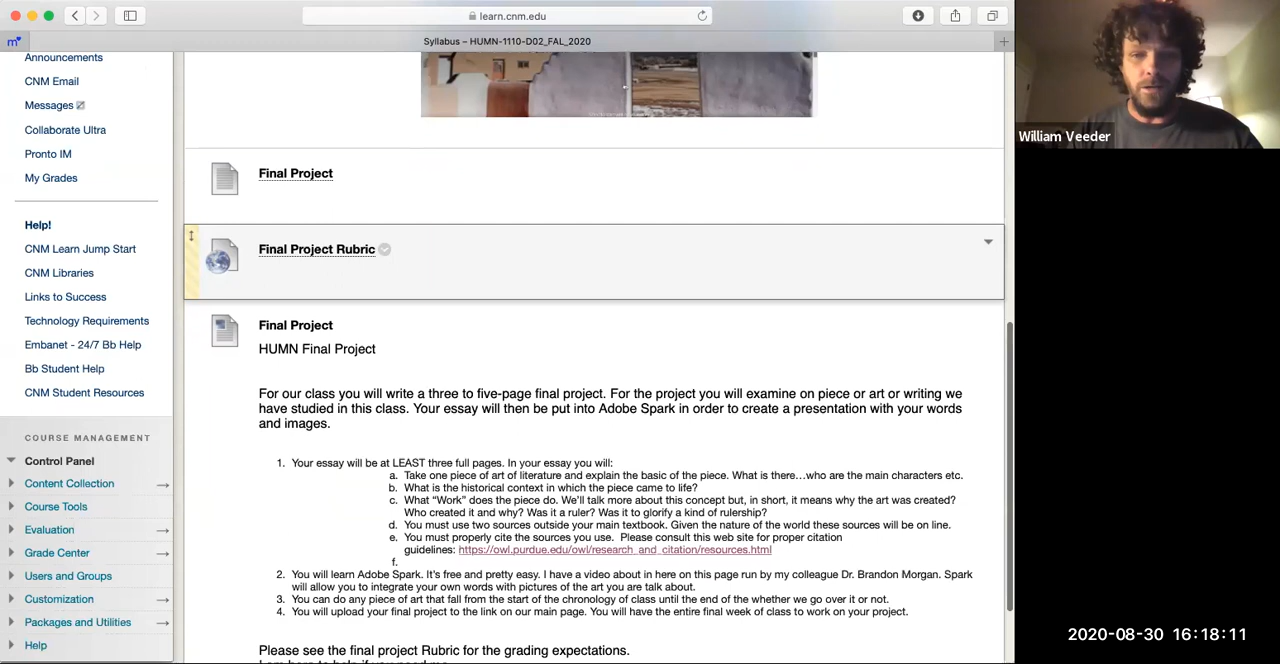 learn.cnm.edu
Syllabus – HUMN-1110-D02_FAL_2020
Announcements
CNM Email
Messages
Collaborate Ultra
Pronto IM
My Grades
Help!
CNM Learn Jump Start
CNM Libraries
Links to Success
Technology Requirements
Embanet - 24/7 Bb Help
Bb Student Help
CNM Student Resources
COURSE MANAGEMENT
Control Panel
Content Collection
Course Tools
Evaluation
Grade Center
Users and Groups
Customization
Packages and Utilities
Help
Final Project
Final Project Rubric
Final Project
HUMN Final Project
For our class you will write a three to five-page final project. For the project you will examine on piece or art or writing we
have studied in this class. Your essay will then be put into Adobe Spark in order to create a presentation with your words
and images.
1. Your essay will be at LEAST three full pages. In your essay you will:
a. Take one piece of art of literature and explain the basic of the piece. What is there…who are the main characters etc.
b. What is the historical context in which the piece came to life?
c. What “Work” does the piece do. We’ll talk more about this concept but, in short, it means why the art was created?
Who created it and why? Was it a ruler? Was it to glorify a kind of rulership?
d. You must use two sources outside your main textbook. Given the nature of the world these sources will be on line.
e. You must properly cite the sources you use. Please consult this web site for proper citation
guidelines: https://owl.purdue.edu/owl/research_and_citation/resources.html
f.
2. You will learn Adobe Spark. It’s free and pretty easy. I have a video about in here on this page run by my colleague Dr. Brandon Morgan. Spark
will allow you to integrate your own words with pictures of the art you are talk about.
3. You can do any piece of art that fall from the start of the chronology of class until the end of the whether we go over it or not.
4. You will upload your final project to the link on our main page. You will have the entire final week of class to work on your project.
Please see the final project Rubric for the grading expectations.
William Veeder
2020-08-30 16:18:11